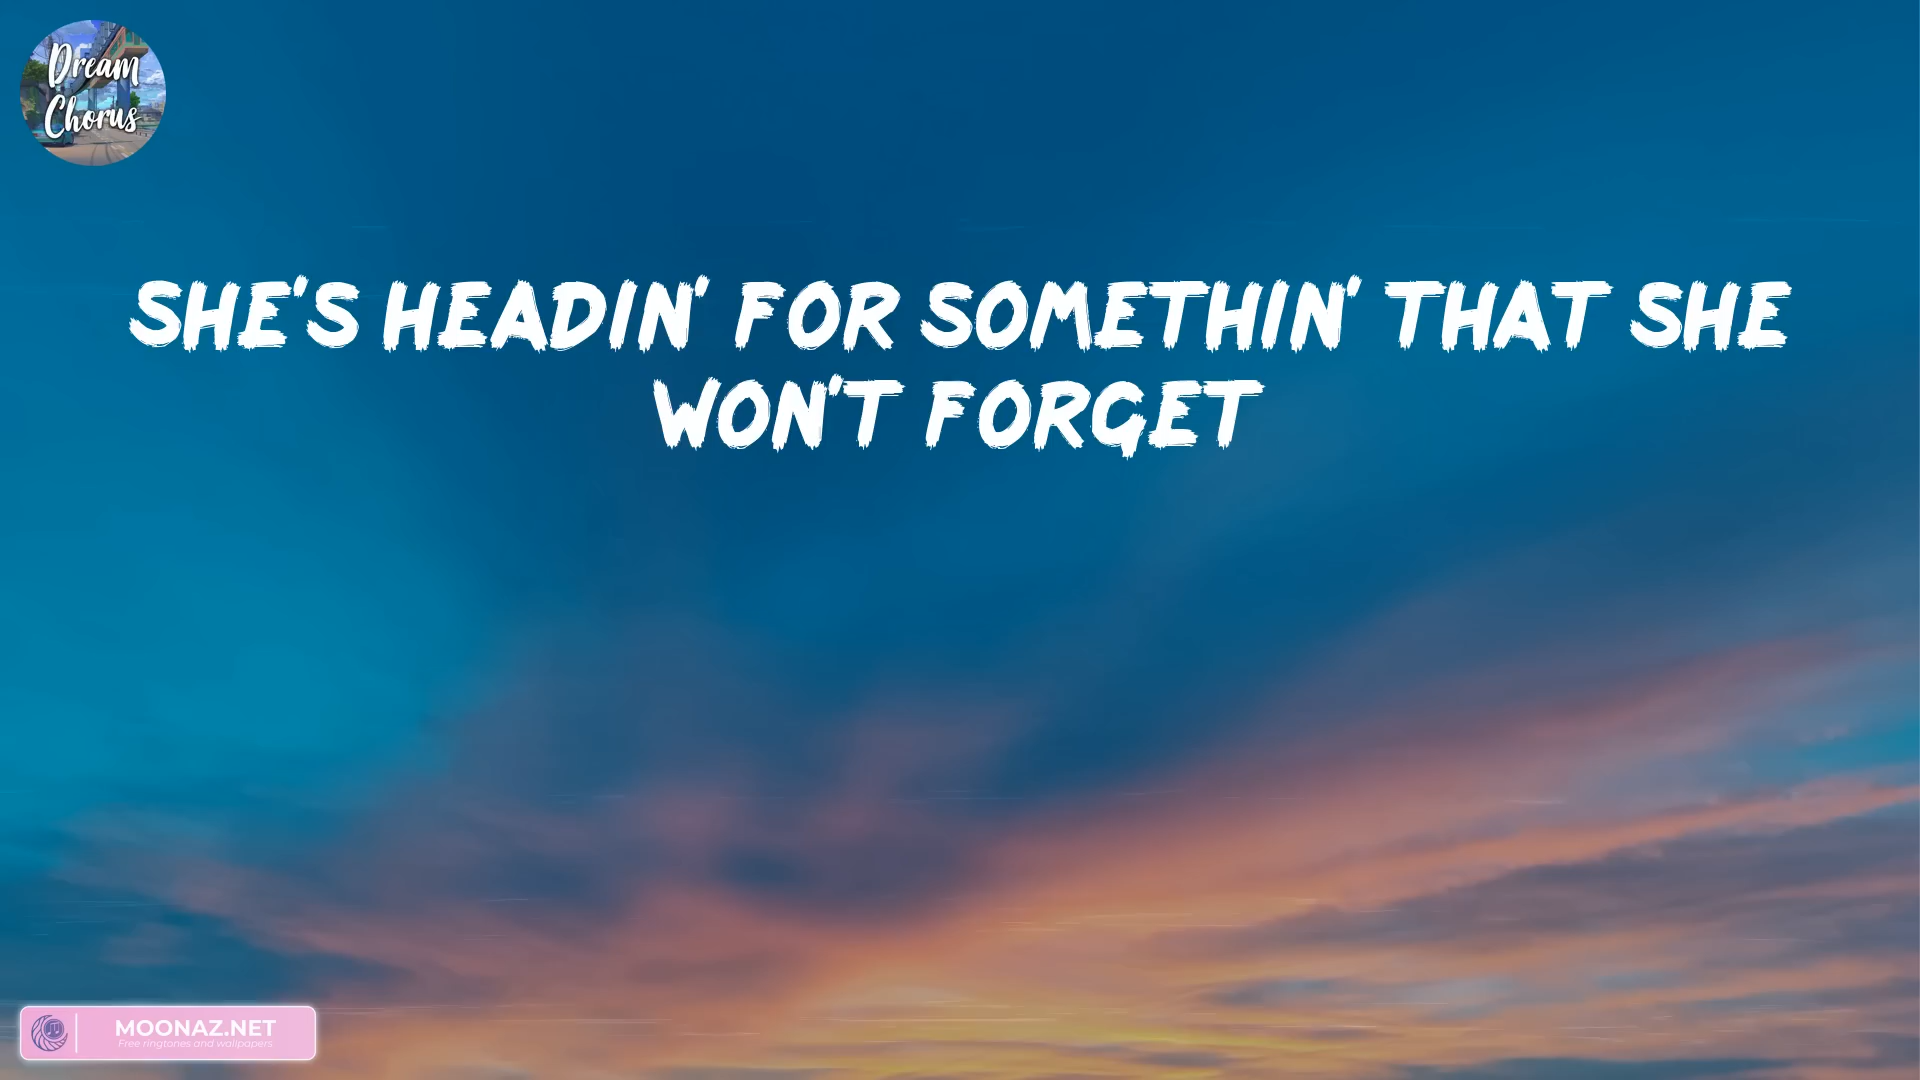 Dream
Chorus
SHE'S HEADIN' FOR SOMETHIN' THAT SHE
WON'T FORGET
MOONAZ.NET
Free ringtones and wallpapers